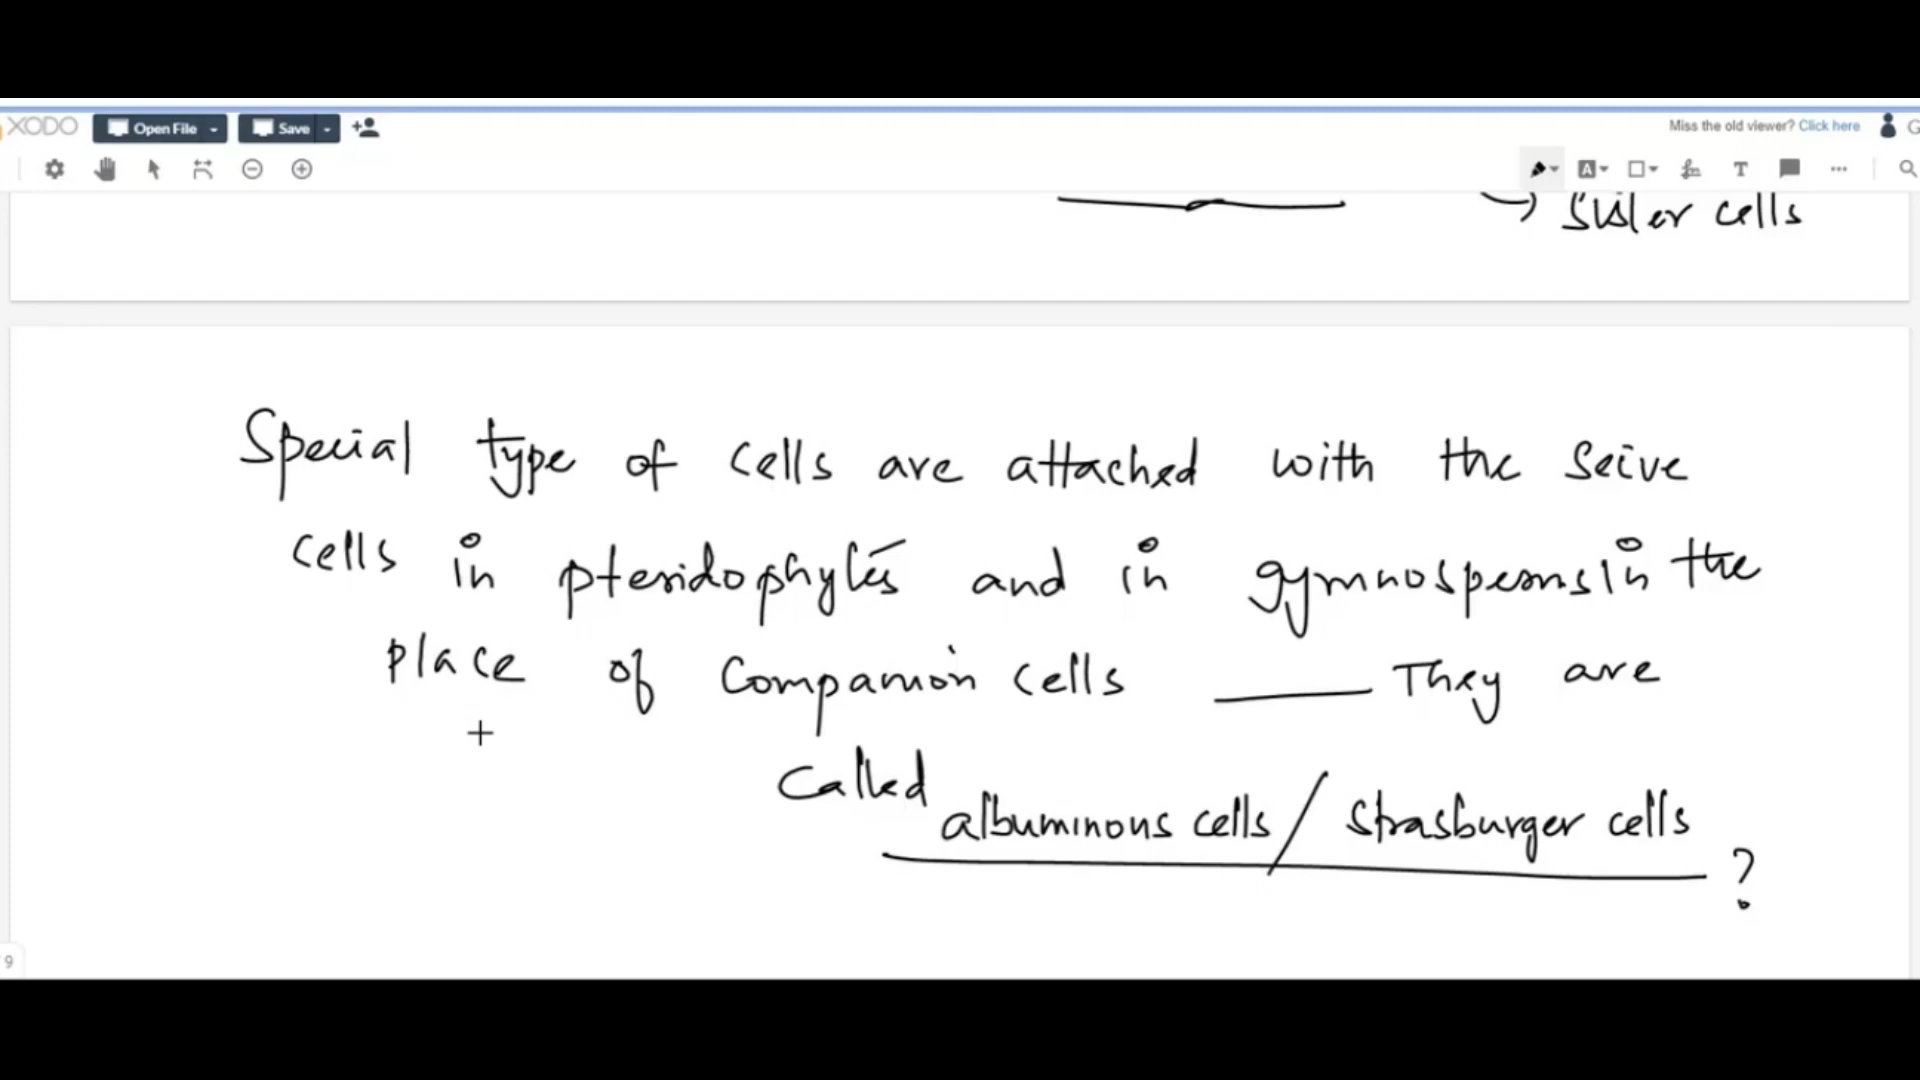 XODO Open File Save Miss the old viewer? Click here G
A T ...
Sister cells
Special type of cells are attached with the seive
cells in pteridophytes and in gymnosperms in the
place of companion cells ___ They are
called albuminous cells / strasburger cells ?
9